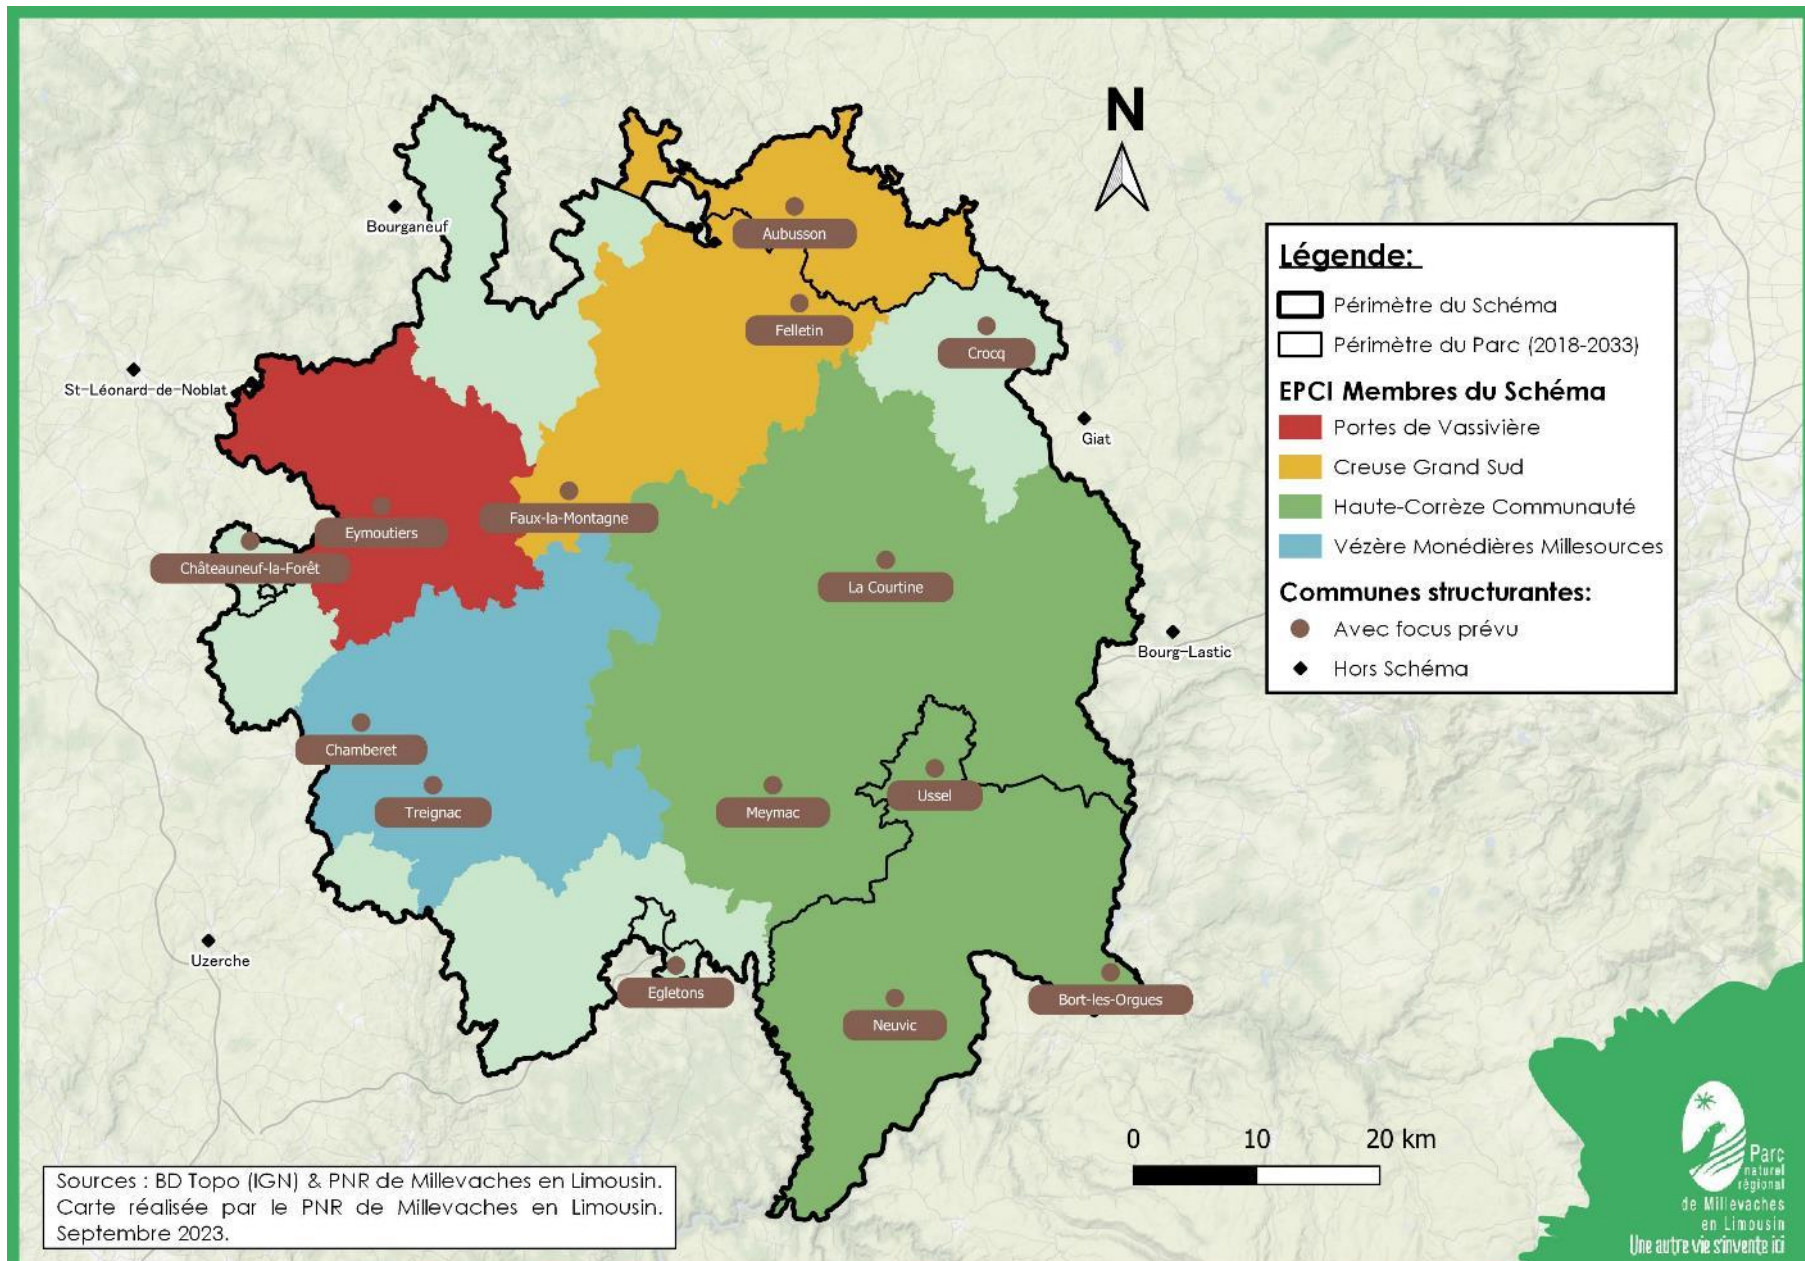 N
Bourganeuf
Aubusson
Felletin
Crocq
St-Léonard-de-Noblat
Giat
Eymoutiers
Faux-la-Montagne
Châteauneuf-la-Forêt
La Courtine
Bourg-Lastic
Chamberet
Treignac
Meymac
Ussel
Uzerche
Egletons
Neuvic
Bort-les-Orgues
Légende:
Périmètre du Schéma
Périmètre du Parc (2018-2033)
EPCI Membres du Schéma
Portes de Vassivière
Creuse Grand Sud
Haute-Corrèze Communauté
Vézère Monédières Millesources
Communes structurantes:
Avec focus prévu
Hors Schéma
0 10 20 km
Sources : BD Topo (IGN) & PNR de Millevaches en Limousin.
Carte réalisée par le PNR de Millevaches en Limousin.
Septembre 2023.
Parc
naturel
régional
de Millevaches
en Limousin
Une autre vie s'invente ici